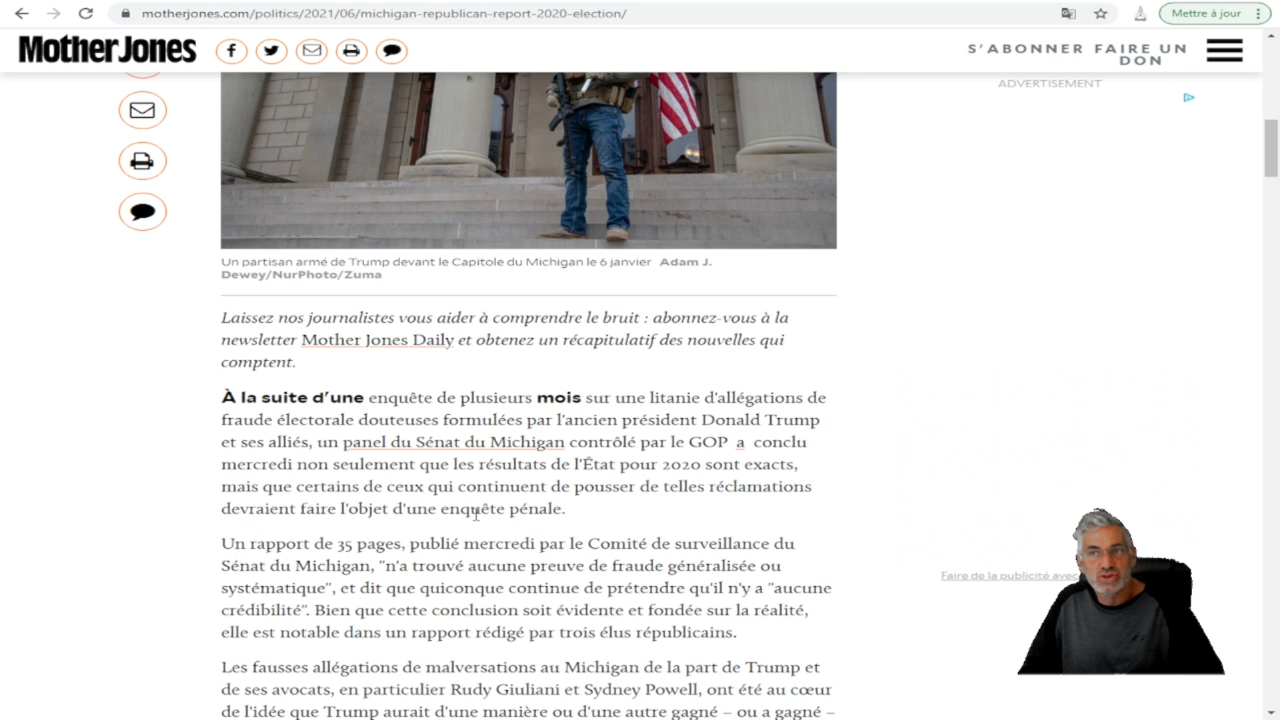 motherjones.com/politics/2021/06/michigan-republican-report-2020-election/
Mettre à jour
Mother Jones
S'ABONNER FAIRE UN
DON
ADVERTISEMENT
Un partisan armé de Trump devant le Capitole du Michigan le 6 janvier Adam J.
Dewey/NurPhoto/Zuma
Laissez nos journalistes vous aider à comprendre le bruit : abonnez-vous à la
newsletter Mother Jones Daily et obtenez un récapitulatif des nouvelles qui
comptent.
À la suite d'une enquête de plusieurs mois sur une litanie d'allégations de
fraude électorale douteuses formulées par l'ancien président Donald Trump
et ses alliés, un panel du Sénat du Michigan contrôlé par le GOP a conclu
mercredi non seulement que les résultats de l'État pour 2020 sont exacts,
mais que certains de ceux qui continuent de pousser de telles réclamations
devraient faire l'objet d'une enquête pénale.
Un rapport de 35 pages, publié mercredi par le Comité de surveillance du
Sénat du Michigan, "n'a trouvé aucune preuve de fraude généralisée ou
systématique", et dit que quiconque continue de prétendre qu'il n'y a "aucune
crédibilité". Bien que cette conclusion soit évidente et fondée sur la réalité,
elle est notable dans un rapport rédigé par trois élus républicains.
Faire de la publicité avec
Les fausses allégations de malversations au Michigan de la part de Trump et
de ses avocats, en particulier Rudy Giuliani et Sydney Powell, ont été au cœur
de l'idée que Trump aurait d'une manière ou d'une autre gagné – ou a gagné –